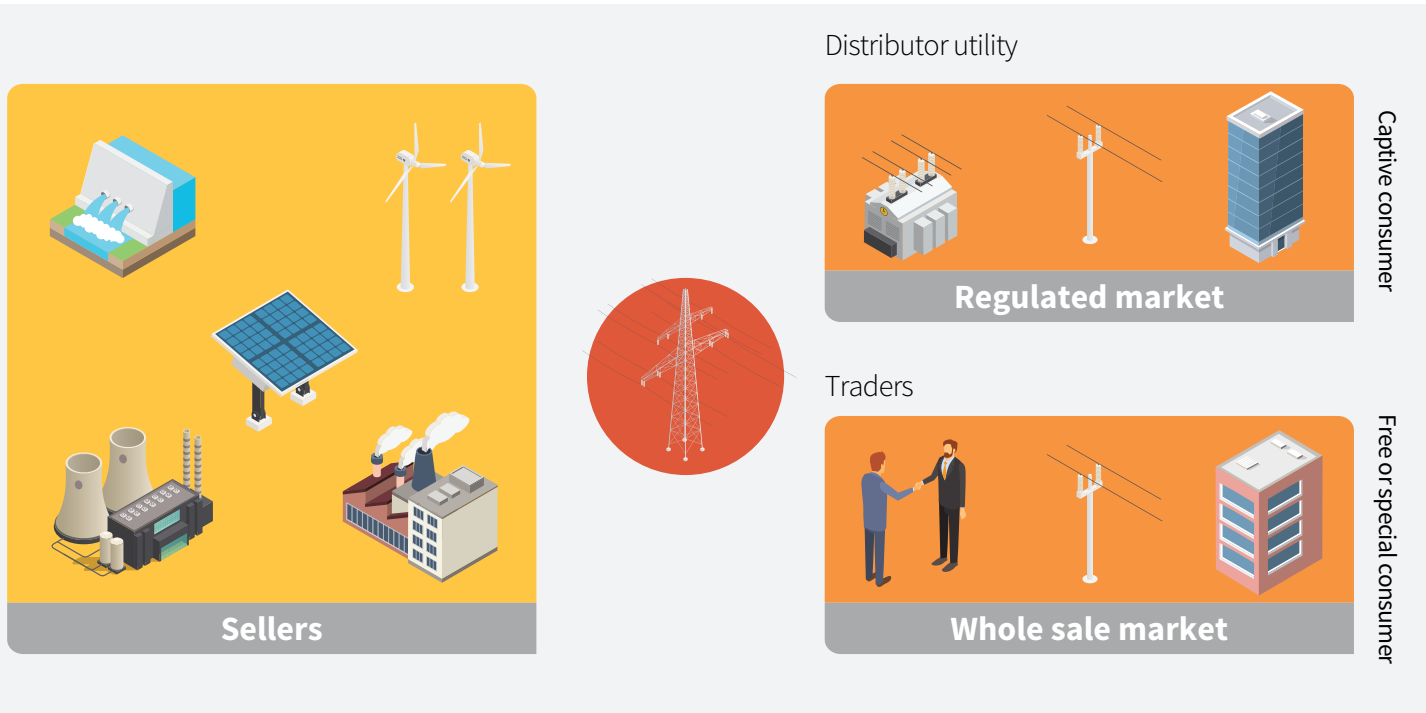 Distributor utility
Captive consumer
Regulated market
Traders
Free or special consumer
Sellers
Whole sale market